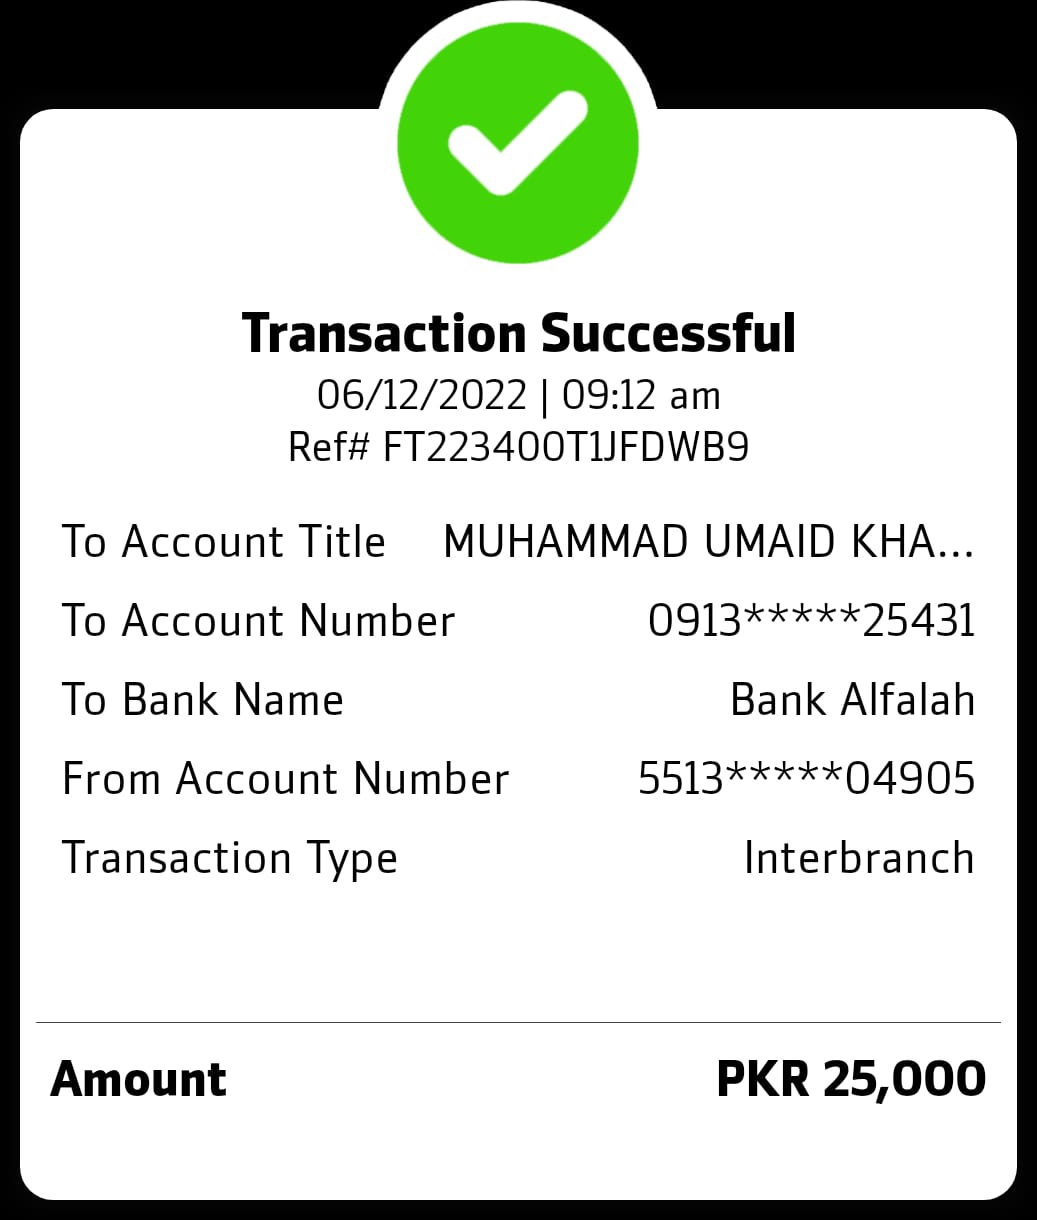 Transaction Successful
06/12/2022 | 09:12 am
Ref# FT223400T1JFDWB9
To Account Title MUHAMMAD UMAID KHA...
To Account Number 0913*****25431
To Bank Name Bank Alfalah
From Account Number 5513*****04905
Transaction Type Interbranch
Amount PKR 25,000